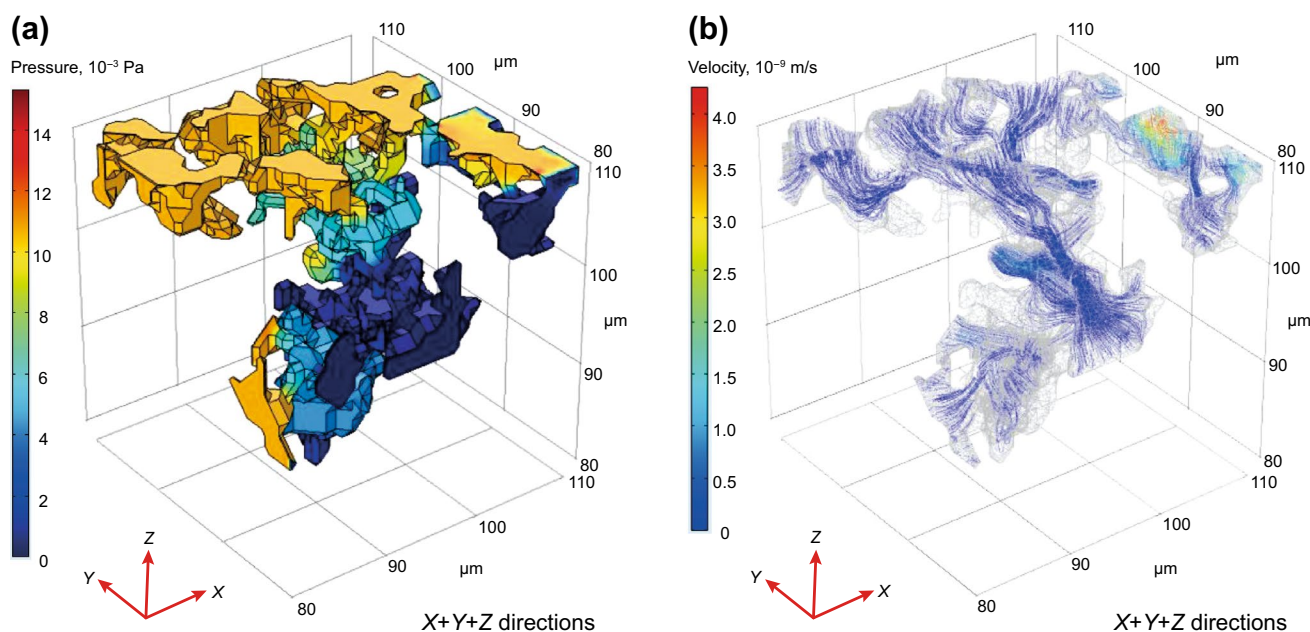 (a)
Pressure, 10⁻³ Pa
14
12
10
8
6
4
2
0
110
µm
100
90
80
110
100
µm
90
80
110
100
µm
90
80
Z
Y
X
X+Y+Z directions
(b)
Velocity, 10⁻⁹ m/s
4.0
3.5
3.0
2.5
2.0
1.5
1.0
0.5
0
110
µm
100
90
80
110
100
µm
90
80
110
100
µm
90
80
Z
Y
X
X+Y+Z directions